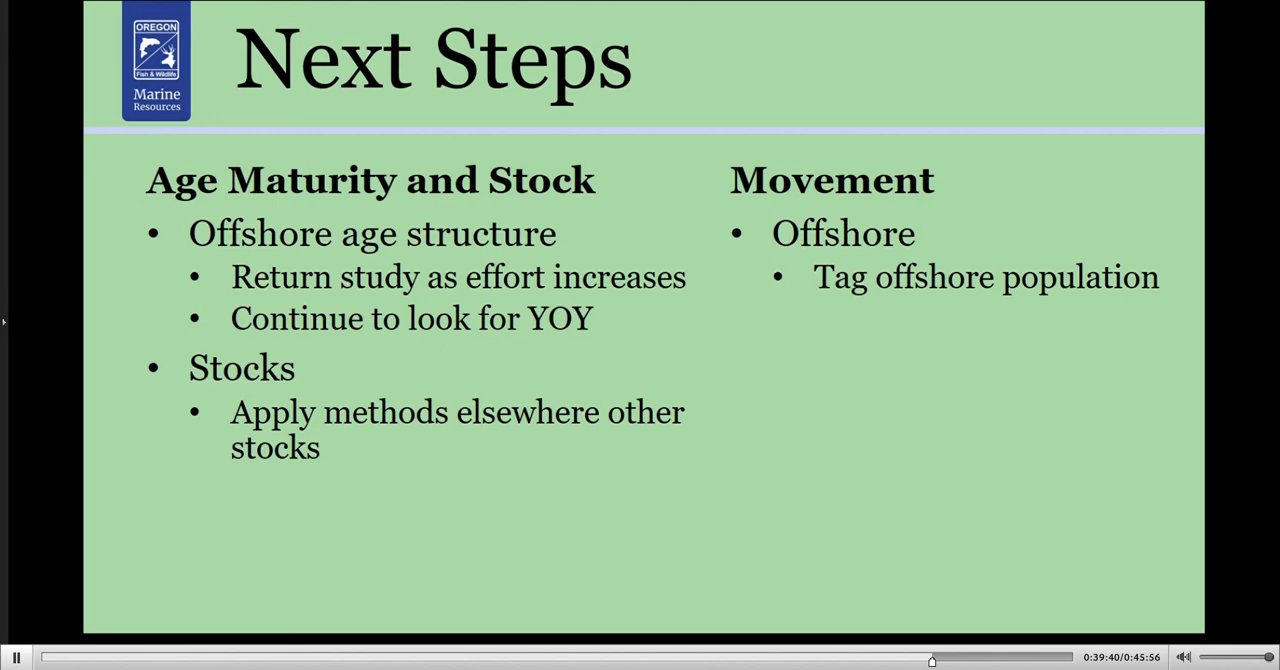 OREGON
Fish & Wildlife
Marine
Resources
Next Steps
Age Maturity and Stock
• Offshore age structure
• Return study as effort increases
• Continue to look for YOY
• Stocks
• Apply methods elsewhere other
stocks
Movement
• Offshore
• Tag offshore population
0:39:40/0:45:56